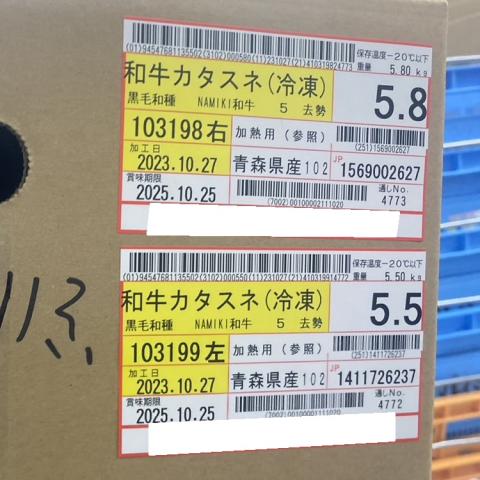 (01)94547681135502(3102)000580(11)231027(21)410319824773
保存温度-20℃以下
重量 5.80 kg
和牛カタスネ(冷凍)
5.8
黒毛和種 NAMIKI和牛 5 去勢
103198右
加熱用(参照)
(251)1569002627
加工日
2023.10.27
青森県産102
JP
1569002627
賞味期限
2025.10.25
(7002)00100002111020
通しNo.
4773
(01)94547681135502(3102)000550(11)231027(21)410319914772
保存温度-20℃以下
重量 5.50 kg
和牛カタスネ(冷凍)
5.5
黒毛和種 NAMIKI和牛 5 去勢
103199左
加熱用(参照)
(251)1411726237
加工日
2023.10.27
青森県産102
JP
1411726237
賞味期限
2025.10.25
(7002)00100002111020
通しNo.
4772